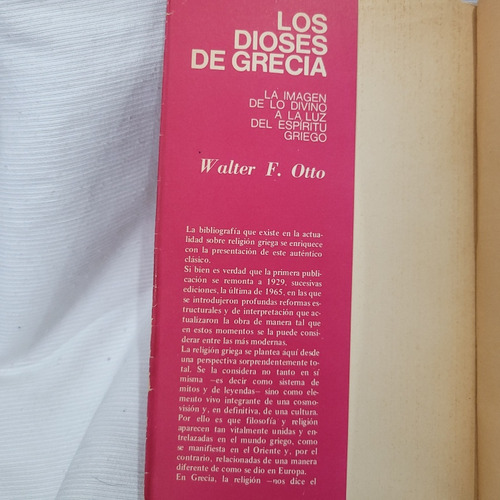 LOS
DIOSES
DE GRECIA
LA IMAGEN
DE LO DIVINO
A LA LUZ
DEL ESPIRITU
GRIEGO
Walter F. Otto
La bibliografía que existe en la actua-
lidad sobre religión griega se enriquece
con la presentación de este auténtico
clásico.
Si bien es verdad que la primera publi-
cación se remonta a 1929, sucesivas
ediciones, la última de 1965, en las que
se introdujeron profundas reformas es-
tructurales y de interpretación que ac-
tualizaron la obra de manera tal que
en estos momentos se la puede consi-
derar entre las más modernas.
La religión griega se plantea aquí desde
una perspectiva sorprendentemente to-
tal. Se la considera no tanto en sí
misma —es decir como sistema de
mitos y de leyendas— sino como ele-
mento vivo integrante de una cosmo-
visión y, en definitiva, de una cultura.
Por ello es que filosofía y religión
aparecen tan vitalmente unidas y en-
trelazadas en el mundo griego, como
se manifiesta en el Oriente y, por el
contrario, relacionadas de una manera
diferente de como se dio en Europa.
En Grecia, la religión —nos dice el